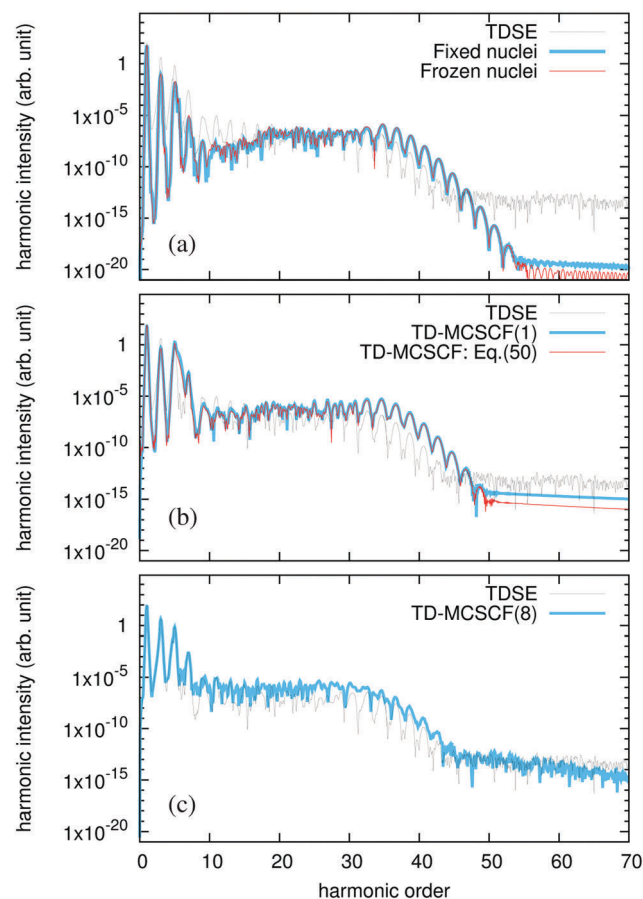 harmonic intensity (arb. unit)
1
1x10-5
1x10-10
1x10-15
1x10-20
TDSE
Fixed nuclei
Frozen nuclei
(a)
harmonic intensity (arb. unit)
1
1x10-5
1x10-10
1x10-15
1x10-20
TDSE
TD-MCSCF(1)
TD-MCSCF: Eq.(50)
(b)
harmonic intensity (arb. unit)
1
1x10-5
1x10-10
1x10-15
1x10-20
TDSE
TD-MCSCF(8)
(c)
0 10 20 30 40 50 60 70
harmonic order